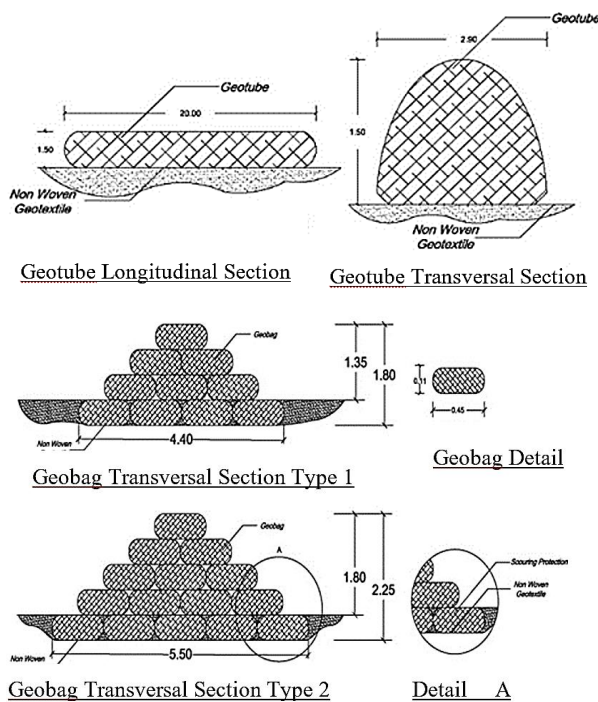 Geotube
2.90
Geotube
20.00
1.50
1.50
Non Woven
Geotextile
Non Woven
Geotextile
Geotube Longitudinal Section
Geotube Transversal Section
Geobag
1.35
1.80
0.11
0.45
Non Woven
4.40
Geobag Detail
Geobag Transversal Section Type 1
Geobag
A
1.80
2.25
Scouring Protection
Non Woven
Geotextile
Non Woven
5.50
Geobag Transversal Section Type 2
Detail A